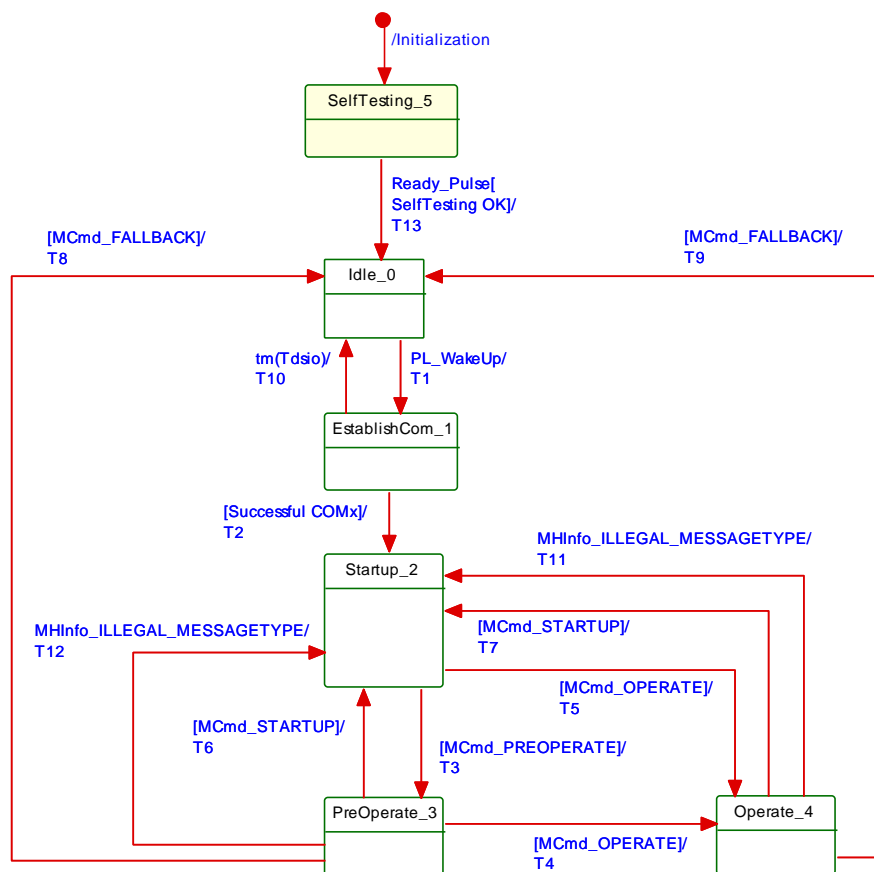 /Initialization
SelfTesting_5
Ready_Pulse[
SelfTesting OK]/
T13
[MCmd_FALLBACK]/
T8
[MCmd_FALLBACK]/
T9
Idle_0
tm(Tdsio)/
T10
PL_WakeUp/
T1
EstablishCom_1
[Successful COMx]/
T2
MHInfo_ILLEGAL_MESSAGETYPE/
T11
Startup_2
MHInfo_ILLEGAL_MESSAGETYPE/
T12
[MCmd_STARTUP]/
T7
[MCmd_OPERATE]/
T5
[MCmd_STARTUP]/
T6
[MCmd_PREOPERATE]/
T3
PreOperate_3
Operate_4
[MCmd_OPERATE]/
T4